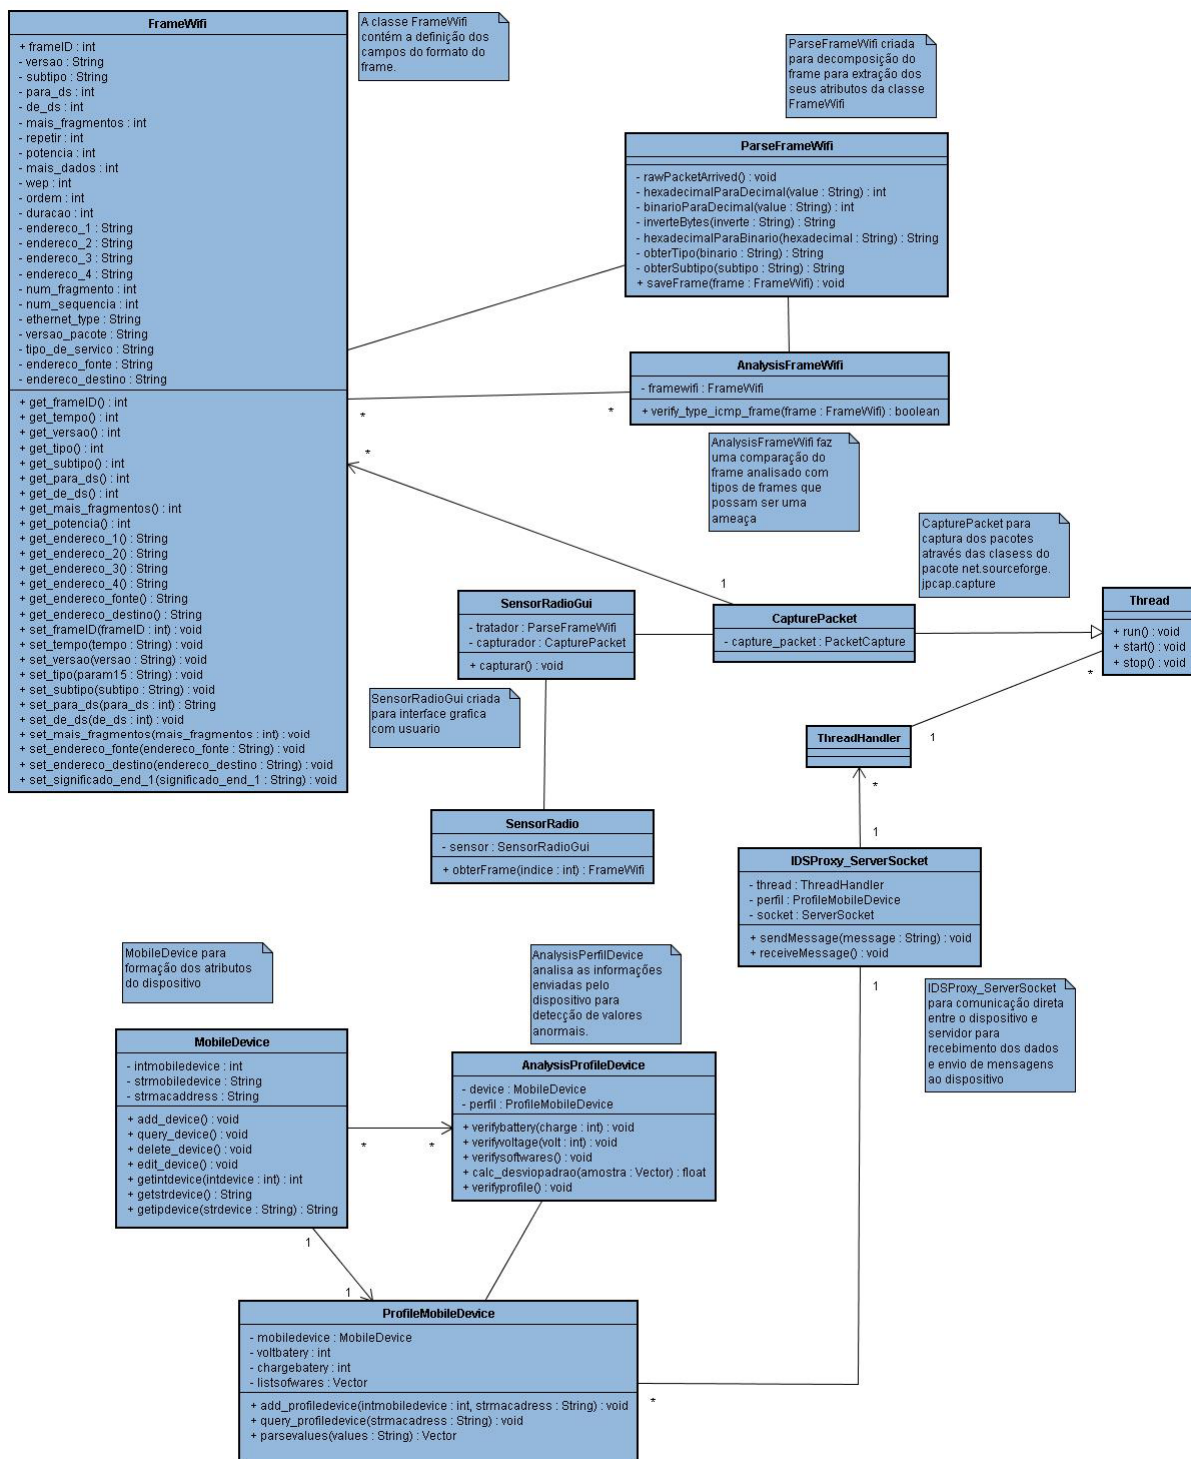 FrameWifi
+ frameID : int
- versao : String
- subtipo : String
- para_ds : int
- de_ds : int
- mais_fragmentos : int
- repetir : int
- potencia : int
- mais_dados : int
- wep : int
- ordem : int
- duracao : int
- endereco_1 : String
- endereco_2 : String
- endereco_3 : String
- endereco_4 : String
- num_fragmento : int
- num_sequencia : int
- ethernet_type : String
- versao_pacote : String
- tipo_de_servico : String
- endereco_fonte : String
- endereco_destino : String
+ get_frameID() : int
+ get_tempo() : int
+ get_versao() : int
+ get_tipo() : int
+ get_subtipo() : int
+ get_para_ds() : int
+ get_de_ds() : int
+ get_mais_fragmentos() : int
+ get_potencia() : int
+ get_endereco_1() : String
+ get_endereco_2() : String
+ get_endereco_3() : String
+ get_endereco_4() : String
+ get_endereco_fonte() : String
+ get_endereco_destino() : String
+ set_frameID(frameID : int) : void
+ set_tempo(tempo : String) : void
+ set_versao(versao : String) : void
+ set_tipo(param15 : String) : void
+ set_subtipo(subtipo : String) : void
+ set_para_ds(para_ds : int) : String
+ set_de_ds(de_ds : int) : void
+ set_mais_fragmentos(mais_fragmentos : int) : void
+ set_endereco_fonte(endereco_fonte : String) : void
+ set_endereco_destino(endereco_destino : String) : void
+ set_significado_end_1(significado_end_1 : String) : void
A classe FrameWifi
contém a definição dos
campos do formato do
frame.
ParseFrameWifi criada
para decomposição do
frame para extração dos
seus atributos da classe
FrameWifi
ParseFrameWifi
- rawPacketArrived() : void
- hexadecimalParaDecimal(value : String) : int
- binarioParaDecimal(value : String) : int
- inverteBytes(inverte : String) : String
- hexadecimalParaBinario(hexadecimal : String) : String
- obterTipo(binario : String) : String
- obterSubtipo(subtipo : String) : String
+ saveFrame(frame : FrameWifi) : void
AnalysisFrameWifi
- framewifi : FrameWifi
+ verify_type_icmp_frame(frame : FrameWifi) : boolean
*
*
*
AnalysisFrameWifi faz
uma comparação do
frame analisado com
tipos de frames que
possam ser uma
ameaça
CapturePacket para
captura dos pacotes
através das clasess do
pacote net.sourceforge.
jpcap.capture
1
SensorRadioGui
- tratador : ParseFrameWifi
- capturador : CapturePacket
+ capturar() : void
CapturePacket
- capture_packet : PacketCapture
Thread
+ run() : void
+ start() : void
+ stop() : void
*
SensorRadioGui criada
para interface grafica
com usuario
ThreadHandler
1
*
1
SensorRadio
- sensor : SensorRadioGui
+ obterFrame(indice : int) : FrameWifi
IDSProxy_ServerSocket
- thread : ThreadHandler
- perfil : ProfileMobileDevice
- socket : ServerSocket
+ sendMessage(message : String) : void
+ receiveMessage() : void
1
IDSProxy_ServerSocket
para comunicação direta
entre o dispositivo e
servidor para
recebimento dos dados
e envio de mensagens
ao dispositivo
MobileDevice para
formação dos atributos
do dispositivo
AnalysisPerfilDevice
analisa as informações
enviadas pelo
dispositivo para
detecção de valores
anormais.
MobileDevice
- intmobiledevice : int
- strmobiledevice : String
- strmacaddress : String
+ add_device() : void
+ query_device() : void
+ delete_device() : void
+ edit_device() : void
+ getintdevice(intdevice : int) : int
+ getstrdevice() : String
+ getipdevice(strdevice : String) : String
*
*
AnalysisProfileDevice
- device : MobileDevice
- perfil : ProfileMobileDevice
+ verifybattery(charge : int) : void
+ verifyvoltage(volt : int) : void
+ verifysoftwares() : void
+ calc_desviopadrao(amostra : Vector) : float
+ verifyprofile() : void
1
1
ProfileMobileDevice
- mobiledevice : MobileDevice
- voltbatery : int
- chargebatery : int
- listsofwares : Vector
+ add_profiledevice(intmobiledevice : int, strmacadress : String) : void
+ query_profiledevice(strmacadress : String) : void
+ parsevalues(values : String) : Vector
*